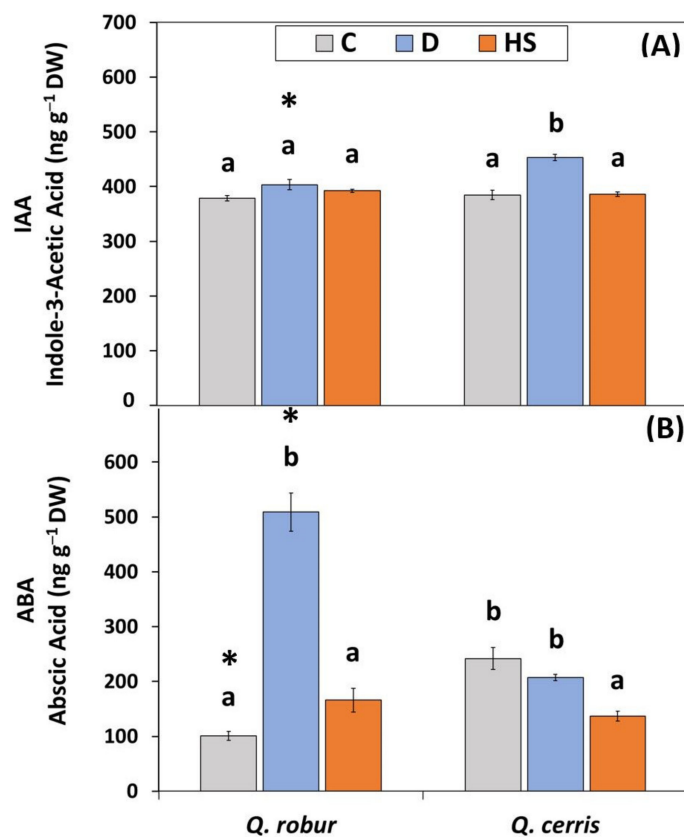 700
C D HS (A)
600
*
500
b
a a a a a
400
300
200
100
0
IAA
Indole-3-Acetic Acid (ng g⁻¹ DW)
(B)
*
600
b
500
400
300
b b
* a a
200
a
100
0
ABA
Abscic Acid (ng g⁻¹ DW)
Q. robur Q. cerris